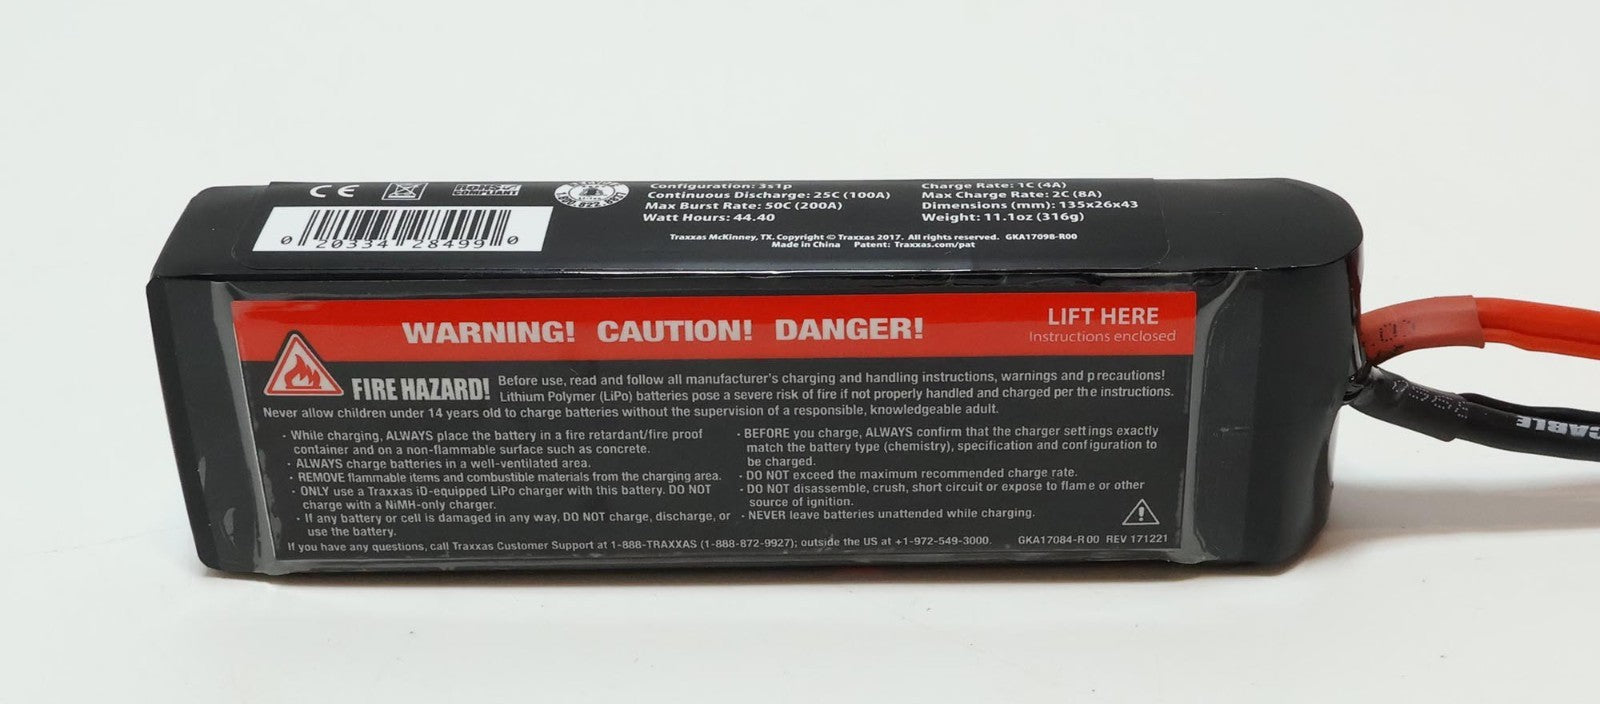 CE
RoHS
COMPLIANT
0 20334 28499 0
Configuration: 3s1p
Continuous Discharge: 25C (100A)
Max Burst Rate: 50C (200A)
Watt Hours: 44.40
Charge Rate: 1C (4A)
Max Charge Rate: 2C (8A)
Dimensions (mm): 135x26x43
Weight: 11.1oz (316g)
Traxxas McKinney, TX. Copyright © Traxxas 2017. All rights reserved. GKA17098-R00
Made in China Patent: Traxxas.com/pat
WARNING! CAUTION! DANGER!
LIFT HERE
Instructions enclosed
FIRE HAZARD!
Before use, read and follow all manufacturer's charging and handling instructions, warnings and precautions!
Lithium Polymer (LiPo) batteries pose a severe risk of fire if not properly handled and charged per the instructions.
Never allow children under 14 years old to charge batteries without the supervision of a responsible, knowledgeable adult.
· While charging, ALWAYS place the battery in a fire retardant/fire proof
container and on a non-flammable surface such as concrete.
· ALWAYS charge batteries in a well-ventilated area.
· REMOVE flammable items and combustible materials from the charging area.
· ONLY use a Traxxas iD-equipped LiPo charger with this battery. DO NOT
charge with a NiMH-only charger.
· If any battery or cell is damaged in any way, DO NOT charge, discharge, or
use the battery.
· BEFORE you charge, ALWAYS confirm that the charger settings exactly
match the battery type (chemistry), specification and configuration to
be charged.
· DO NOT exceed the maximum recommended charge rate.
· DO NOT disassemble, crush, short circuit or expose to flame or other
source of ignition.
· NEVER leave batteries unattended while charging.
If you have any questions, call Traxxas Customer Support at 1-888-TRAXXAS (1-888-872-9927); outside the US at +1-972-549-3000.
GKA17084-R00 REV 171221
CABLE